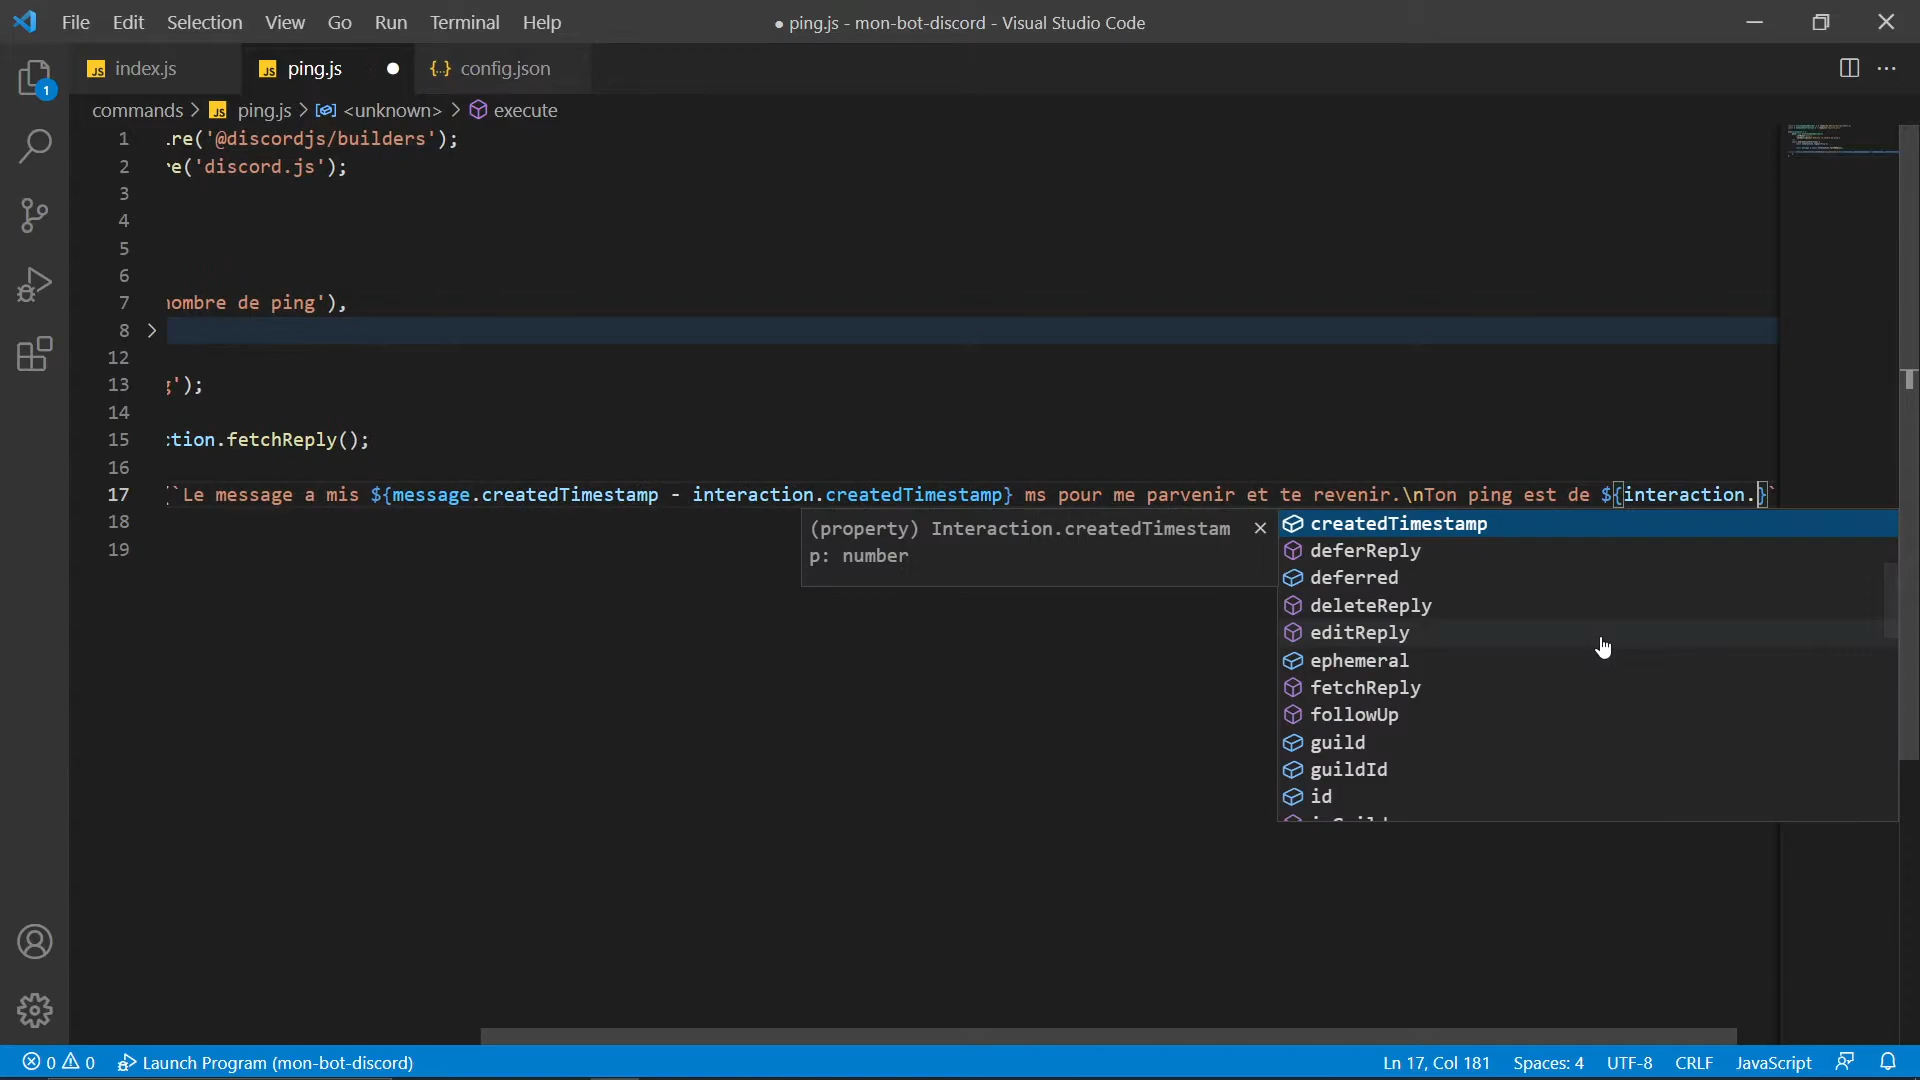 File Edit Selection View Go Run Terminal Help
● ping.js - mon-bot-discord - Visual Studio Code
index.js ping.js config.json
1
commands > ping.js > <unknown> > execute
1 .re('@discordjs/builders');
2 re('discord.js');
3
4
5
6
7 nombre de ping'),
8
12
13 g');
14
15 ction.fetchReply();
16
17 (`Le message a mis ${message.createdTimestamp - interaction.createdTimestamp} ms pour me parvenir et te revenir.\nTon ping est de ${interaction.}`
18
19
(property) Interaction.createdTimestam
p: number
createdTimestamp
deferReply
deferred
deleteReply
editReply
ephemeral
fetchReply
followUp
guild
guildId
id
0 0 Launch Program (mon-bot-discord) Ln 17, Col 181 Spaces: 4 UTF-8 CRLF JavaScript